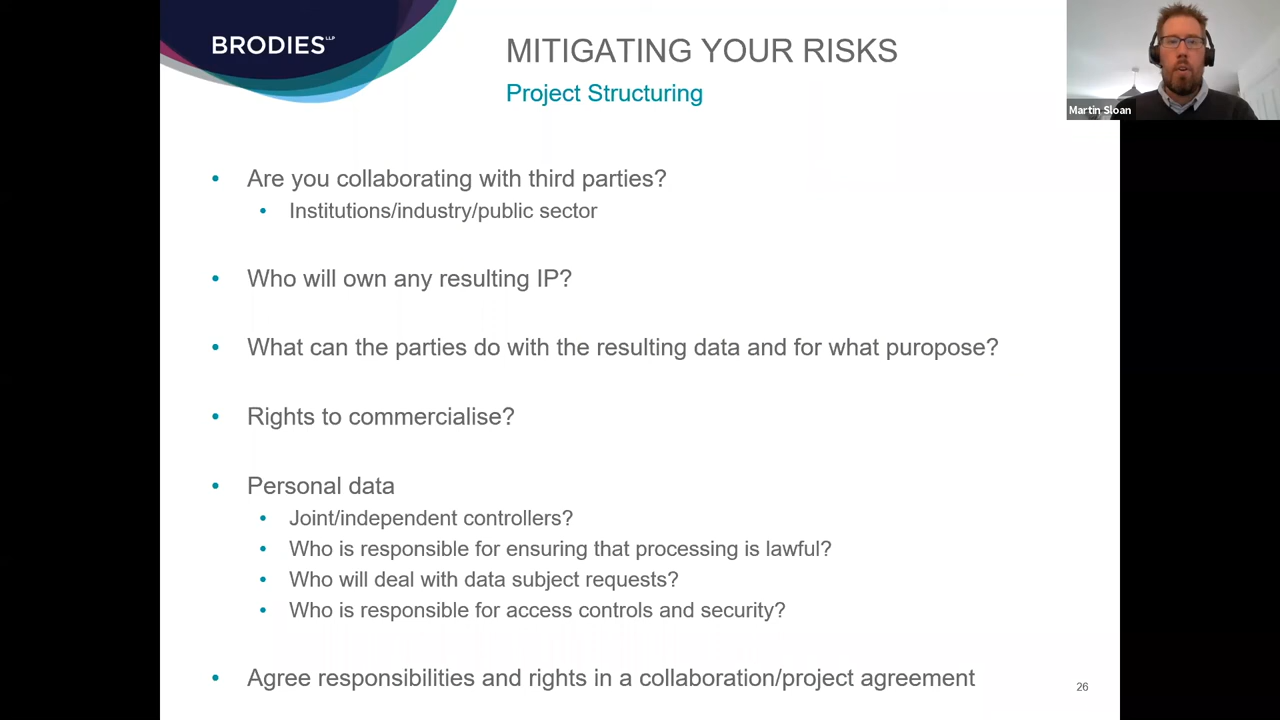 BRODIES LLP
MITIGATING YOUR RISKS
Project Structuring
Martin Sloan
• Are you collaborating with third parties?
• Institutions/industry/public sector
• Who will own any resulting IP?
• What can the parties do with the resulting data and for what puropose?
• Rights to commercialise?
• Personal data
• Joint/independent controllers?
• Who is responsible for ensuring that processing is lawful?
• Who will deal with data subject requests?
• Who is responsible for access controls and security?
• Agree responsibilities and rights in a collaboration/project agreement
26